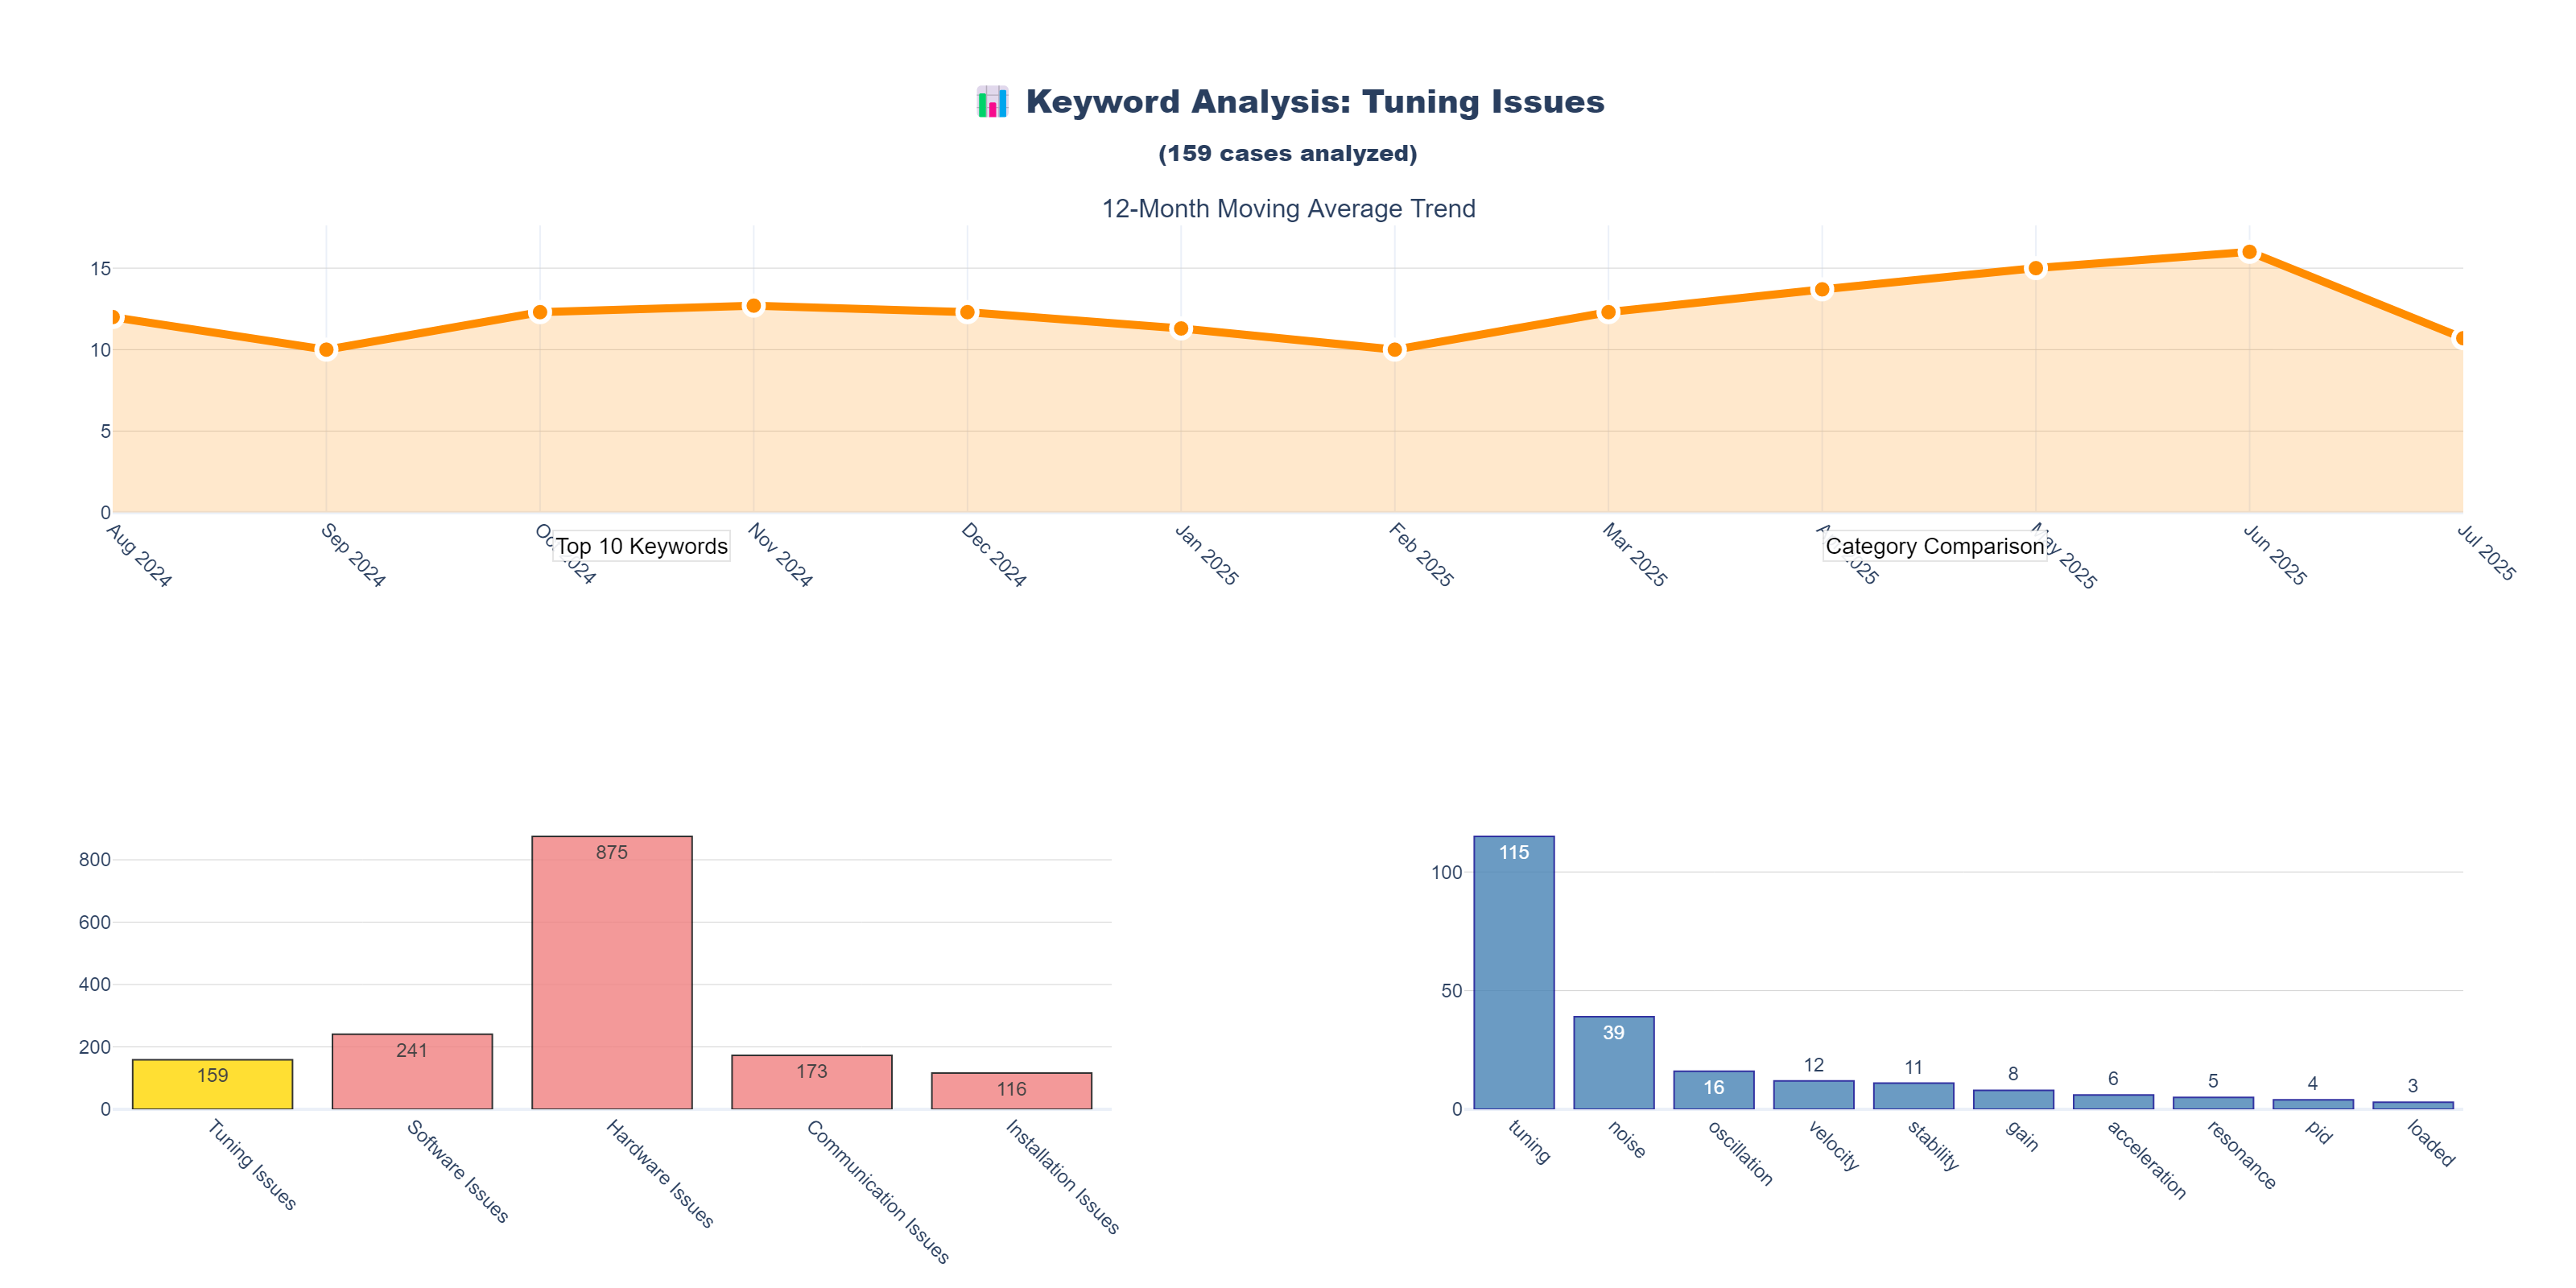 📊 Keyword Analysis: Tuning Issues
(159 cases analyzed)
12-Month Moving Average Trend
15
10
5
0
Aug 2024
Sep 2024
Nov 2024
Dec 2024
Jan 2025
Feb 2025
Mar 2025
May 2025
Jun 2025
Jul 2025
Top 10 Keywords
Category Comparison
800
600
400
200
0
159
241
875
173
116
Tuning Issues
Software Issues
Hardware Issues
Communication Issues
Installation Issues
100
50
0
115
39
16
12
11
8
6
5
4
3
tuning
noise
oscillation
velocity
stability
gain
acceleration
resonance
pid
loaded